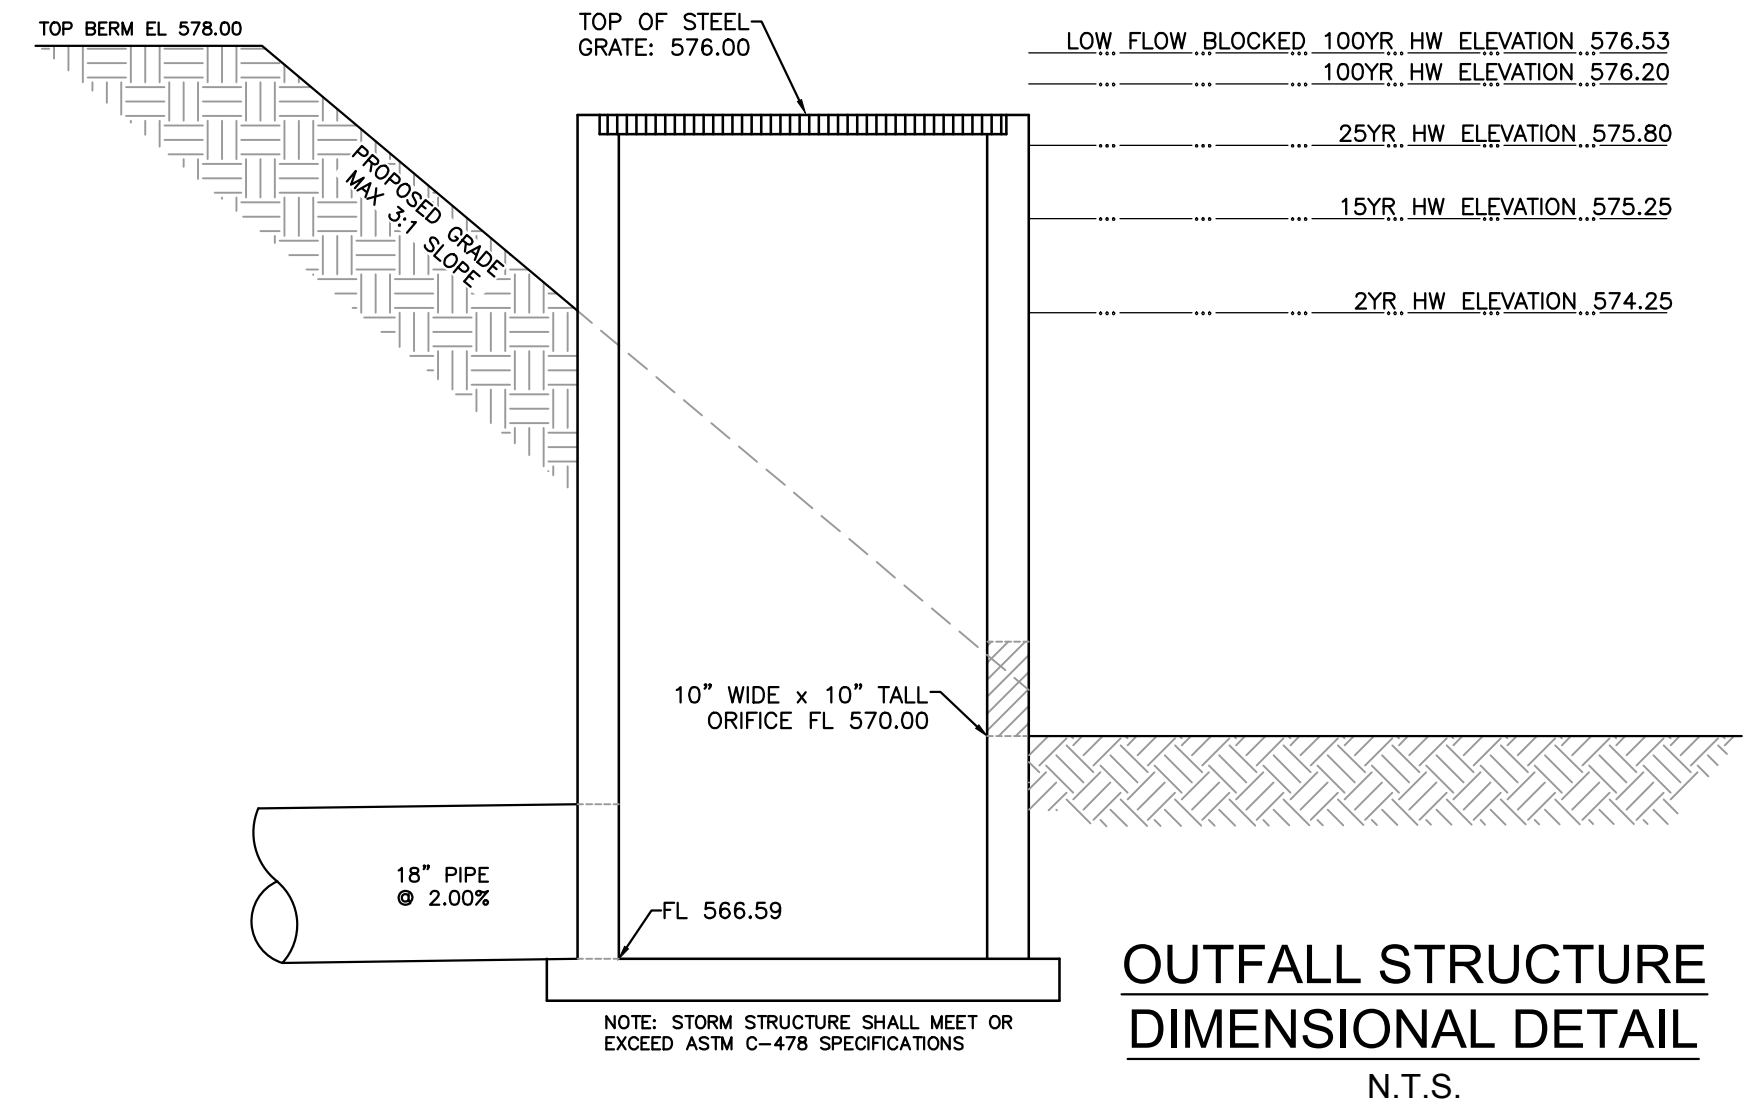 TOP BERM EL 578.00
TOP OF STEEL
GRATE: 576.00
LOW FLOW BLOCKED 100YR HW ELEVATION 576.53
100YR HW ELEVATION 576.20
25YR HW ELEVATION 575.80
15YR HW ELEVATION 575.25
2YR HW ELEVATION 574.25
PROPOSED GRADE
MAX 3:1 SLOPE
10" WIDE x 10" TALL
ORIFICE FL 570.00
18" PIPE
@ 2.00%
FL 566.59
NOTE: STORM STRUCTURE SHALL MEET OR
EXCEED ASTM C-478 SPECIFICATIONS
OUTFALL STRUCTURE
DIMENSIONAL DETAIL
N.T.S.